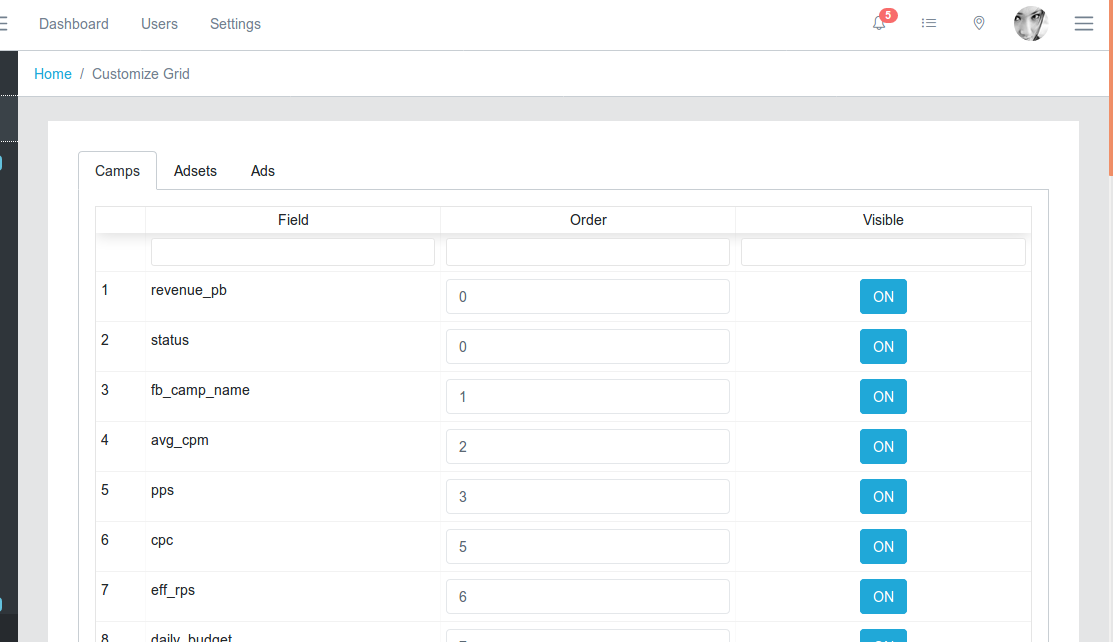 Dashboard Users Settings 5
Home / Customize Grid
Camps Adsets Ads
Field Order Visible
1 revenue_pb 0 ON
2 status 0 ON
3 fb_camp_name 1 ON
4 avg_cpm 2 ON
5 pps 3 ON
6 cpc 5 ON
7 eff_rps 6 ON
8 daily_budget